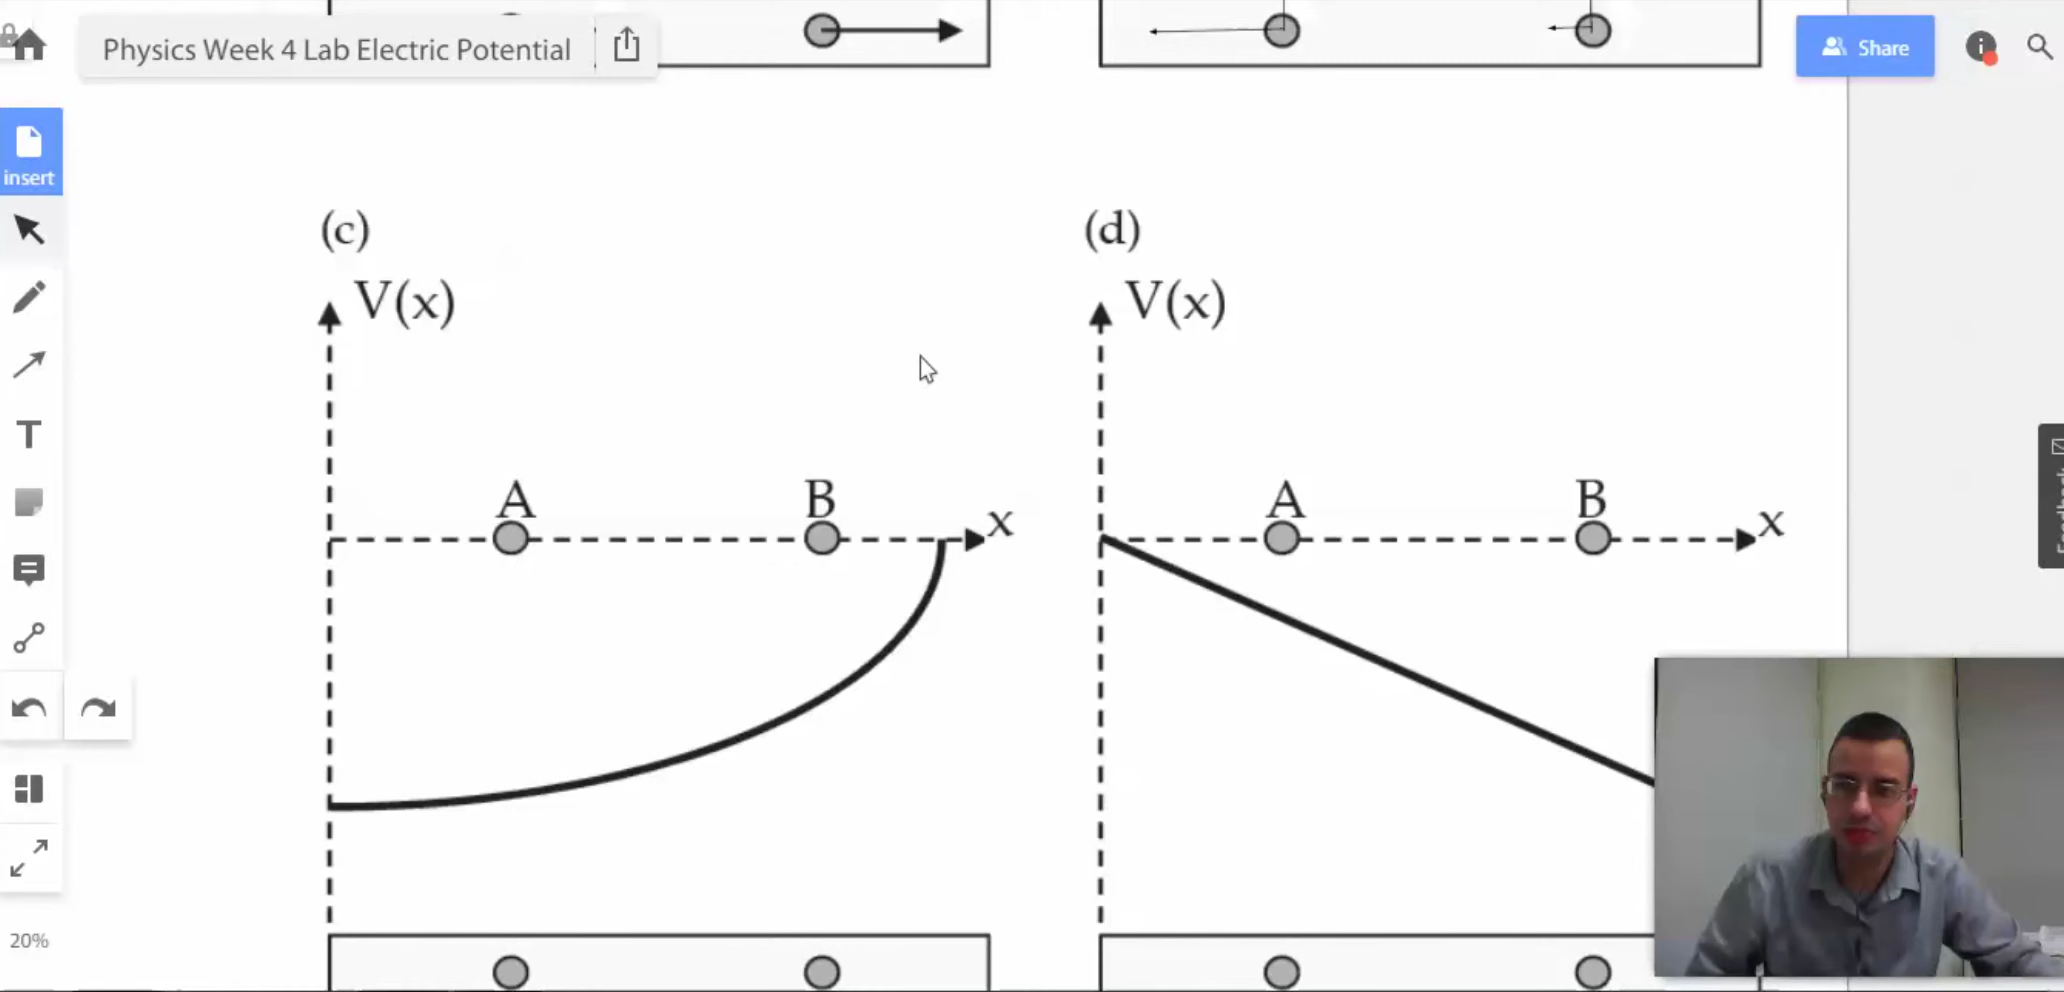 Physics Week 4 Lab Electric Potential
Share
insert
T
(c)
(d)
V(x)
V(x)
A
B
x
A
B
x
20%